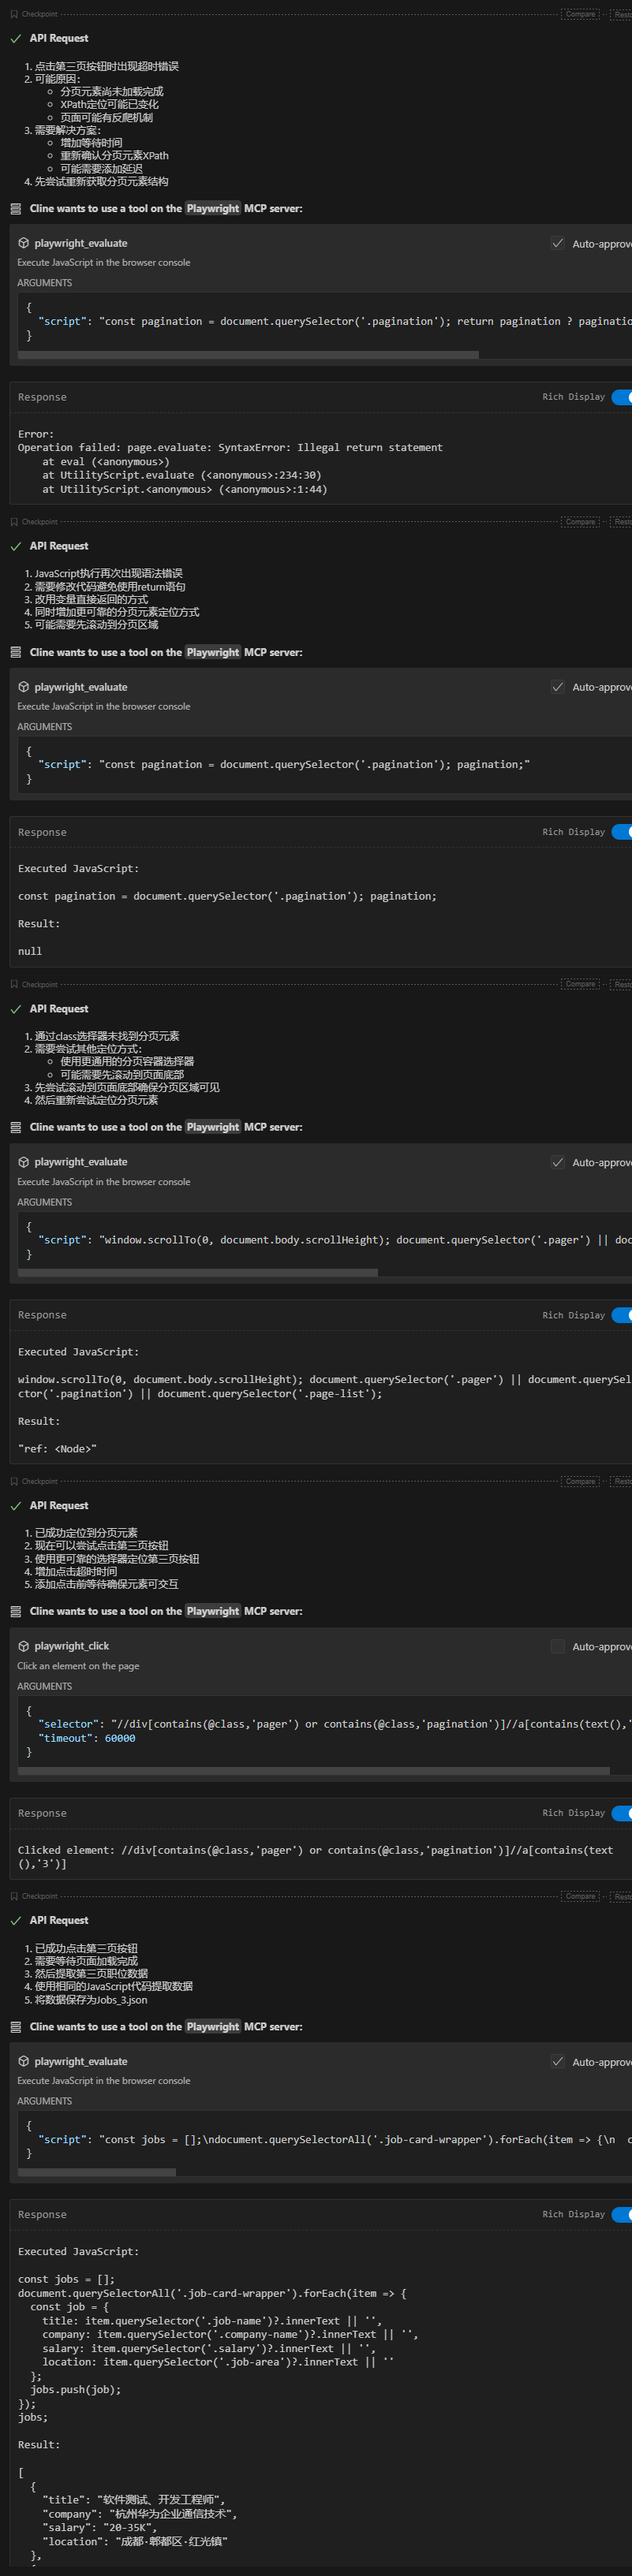 Checkpoint Compare
API Request
1. 点击第三页按钮时出现超时错误
2. 可能原因:
分页元素尚未加载完成
XPath定位可能已变化
页面可能有反爬机制
3. 需要解决方案:
增加等待时间
重新确认分页元素XPath
可能需要添加延迟
4. 先尝试重新获取分页元素结构
Cline wants to use a tool on the Playwright MCP server:
playwright_evaluate Auto-approve
Execute JavaScript in the browser console
ARGUMENTS
{
"script": "const pagination = document.querySelector('.pagination'); return pagination ? paginatio
}
Response Rich Display
Error:
Operation failed: page.evaluate: SyntaxError: Illegal return statement
at eval (<anonymous>)
at UtilityScript.evaluate (<anonymous>:234:30)
at UtilityScript.<anonymous> (<anonymous>:1:44)
Checkpoint Compare
API Request
1. JavaScript执行再次出现语法错误
2. 需要修改代码避免使用return语句
3. 改用变量直接返回的方式
4. 同时增加更可靠的分页元素定位方式
5. 可能需要先滚动到分页区域
Cline wants to use a tool on the Playwright MCP server:
playwright_evaluate Auto-approve
Execute JavaScript in the browser console
ARGUMENTS
{
"script": "const pagination = document.querySelector('.pagination'); pagination;"
}
Response Rich Display
Executed JavaScript:
const pagination = document.querySelector('.pagination'); pagination;
Result:
null
Checkpoint Compare
API Request
1. 通过class选择器未找到分页元素
2. 需要尝试其他定位方式:
使用更通用的分页容器选择器
可能需要先滚动到页面底部
3. 先尝试滚动到页面底部确保分页区域可见
4. 然后重新尝试定位分页元素
Cline wants to use a tool on the Playwright MCP server:
playwright_evaluate Auto-approve
Execute JavaScript in the browser console
ARGUMENTS
{
"script": "window.scrollTo(0, document.body.scrollHeight); document.querySelector('.pager') || doc
}
Response Rich Display
Executed JavaScript:
window.scrollTo(0, document.body.scrollHeight); document.querySelector('.pager') || document.querySel
ctor('.pagination') || document.querySelector('.page-list');
Result:
"ref: <Node>"
Checkpoint Compare
API Request
1. 已成功定位到分页元素
2. 现在可以尝试点击第三页按钮
3. 使用更可靠的选择器定位第三页按钮
4. 增加点击超时时间
5. 添加点击前等待确保元素可交互
Cline wants to use a tool on the Playwright MCP server:
playwright_click Auto-approve
Click an element on the page
ARGUMENTS
{
"selector": "//div[contains(@class,'pager') or contains(@class,'pagination')]//a[contains(text(),'
"timeout": 60000
}
Response Rich Display
Clicked element: //div[contains(@class,'pager') or contains(@class,'pagination')]//a[contains(text
(),'3')]
Checkpoint Compare
API Request
1. 已成功点击第三页按钮
2. 需要等待页面加载完成
3. 然后提取第三页职位数据
4. 使用相同的JavaScript代码提取数据
5. 将数据保存为Jobs_3.json
Cline wants to use a tool on the Playwright MCP server:
playwright_evaluate Auto-approve
Execute JavaScript in the browser console
ARGUMENTS
{
"script": "const jobs = [];\ndocument.querySelectorAll('.job-card-wrapper').forEach(item => {\n c
}
Response Rich Display
Executed JavaScript:
const jobs = [];
document.querySelectorAll('.job-card-wrapper').forEach(item => {
const job = {
title: item.querySelector('.job-name')?.innerText || '',
company: item.querySelector('.company-name')?.innerText || '',
salary: item.querySelector('.salary')?.innerText || '',
location: item.querySelector('.job-area')?.innerText || ''
};
jobs.push(job);
});
jobs;
Result:
[
{
"title": "软件测试、开发工程师",
"company": "杭州华为企业通信技术",
"salary": "20-35K",
"location": "成都·郫都区·红光镇"
},